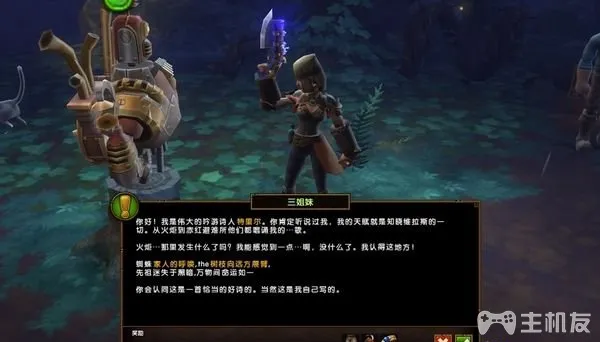 三姐妹
你好！我是伟大的吟游诗人特里尔。你肯定听说过我，我的天赋就是知晓维拉斯的一
切。从火炬到赤红避难所他们都歌诵我的…歌。
火炬…那里发生什么了吗？我能感觉到一点…啊，没什么了。我认得这地方！
蜘蛛家人的呼唤,the树枝向远方展臂,
先祖迷失于黑暗,万物间命运如一
你会认同这是一首恰当的好诗的。当然这是我自己写的。
奖励
主机友